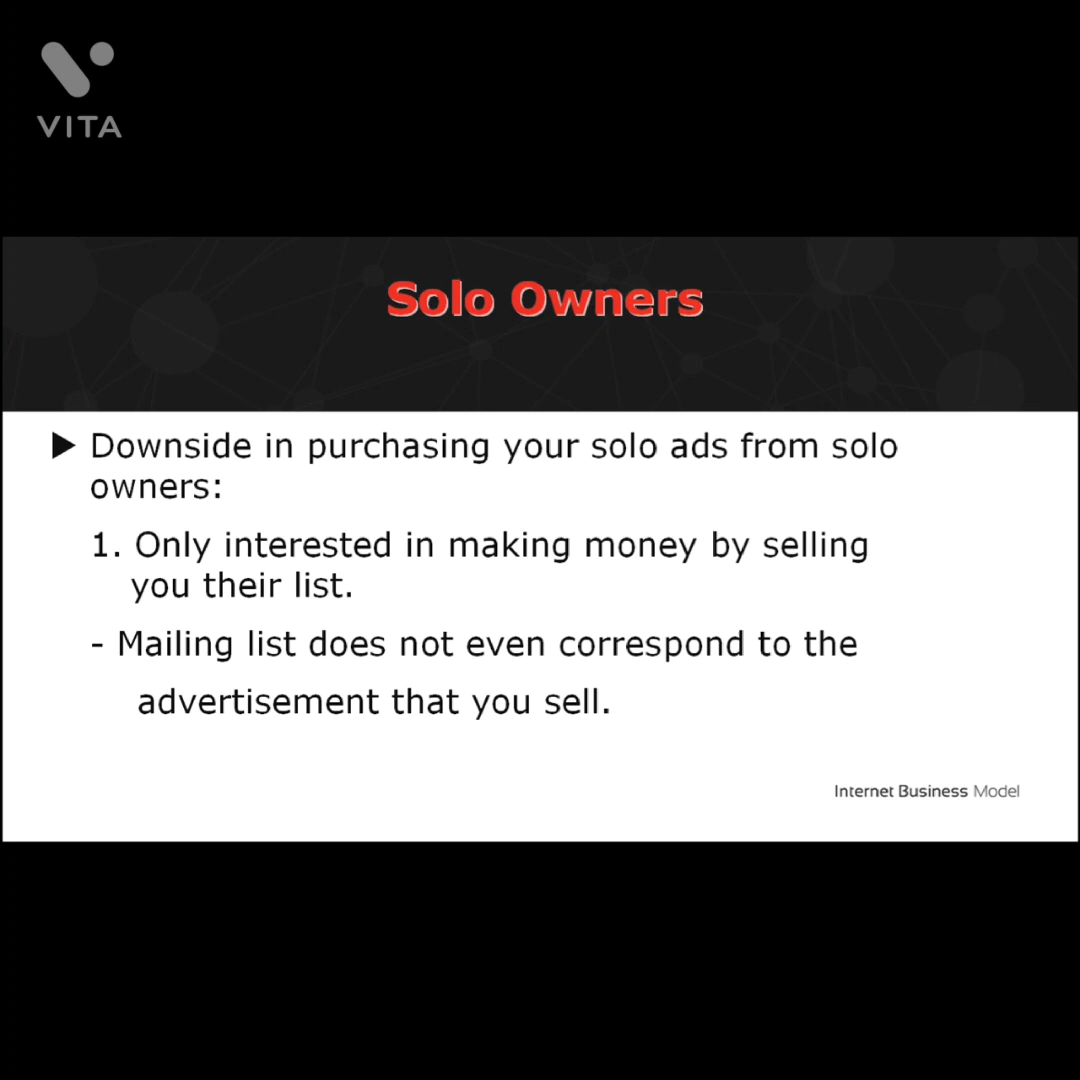 VITA
Solo Owners
Downside in purchasing your solo ads from solo
owners:
1. Only interested in making money by selling
you their list.
- Mailing list does not even correspond to the
advertisement that you sell.
Internet Business Model